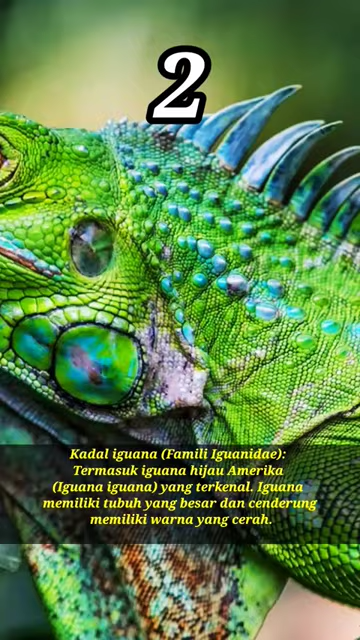 2
Kadal iguana (Famili Iguanidae):
Termasuk iguana hijau Amerika
(Iguana iguana) yang terkenal. Iguana
memiliki tubuh yang besar dan cenderung
memiliki warna yang cerah.